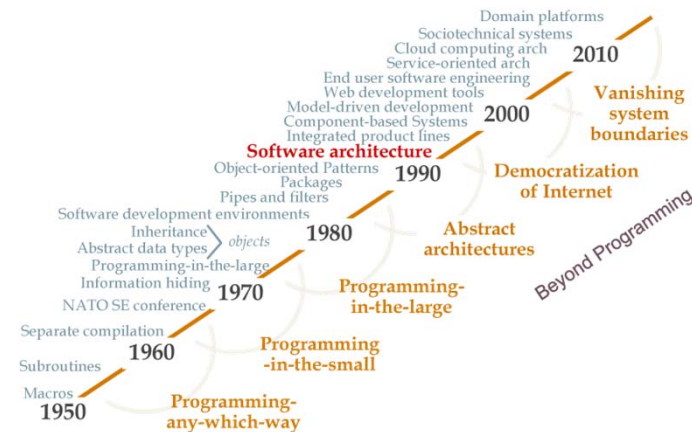 Domain platforms
Sociotechnical systems
Cloud computing arch
2010
Service-oriented arch
End user software engineering
Web development tools
Vanishing
system
boundaries
Model-driven development
2000
Component-based Systems
Integrated product lines
Software architecture
Object-oriented Patterns
1990
Democratization
of Internet
Packages
Pipes and filters
Beyond Programming
Software development environments
Inheritance
1980
Abstract
architectures
Abstract data types
objects
Programming-in-the-large
Information hiding
1970
Programming-
in-the-large
NATO SE conference
Separate compilation
1960
Programming
-in-the-small
Subroutines
Macros
1950
Programming-
any-which-way